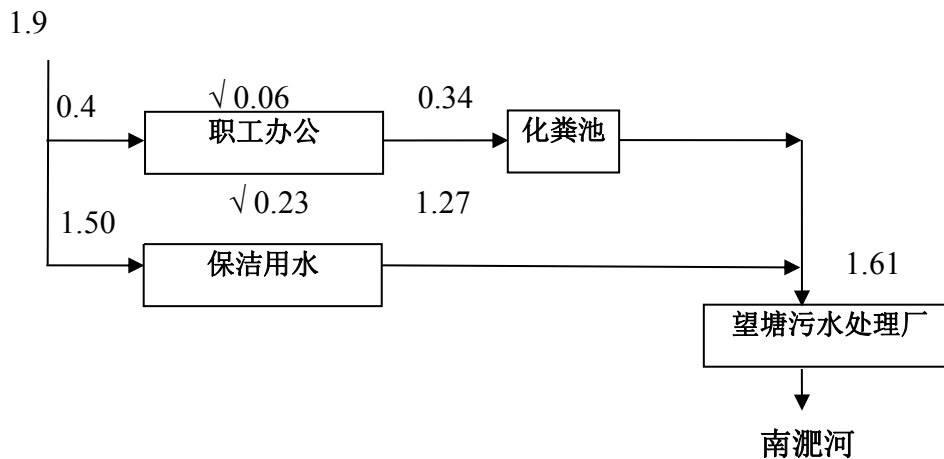 1.9
0.4
√ 0.06
0.34
职工办公
化粪池
1.50
√ 0.23
1.27
保洁用水
1.61
望塘污水处理厂
南淝河